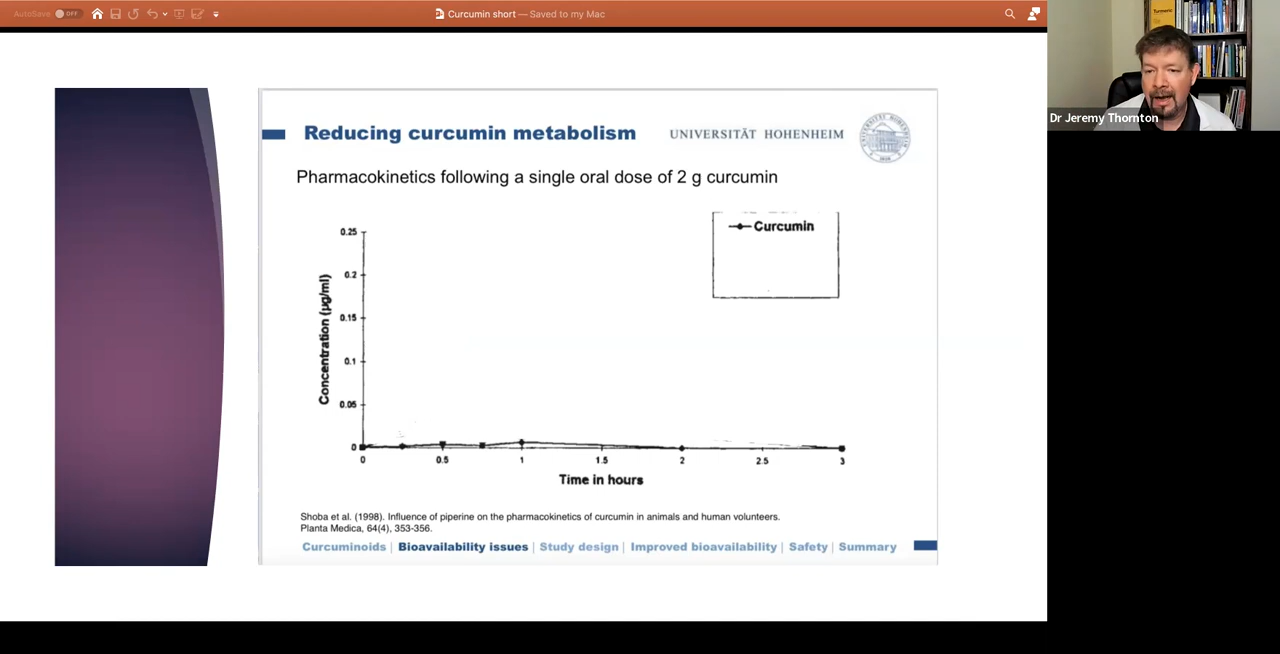 AutoSave OFF
Curcumin short — Saved to my Mac
Turmeric
Dr Jeremy Thornton
Reducing curcumin metabolism
UNIVERSITÄT HOHENHEIM
Pharmacokinetics following a single oral dose of 2 g curcumin
Curcumin
Concentration (µg/ml)
0.25
0.2
0.15
0.1
0.05
0
0 0.5 1 1.5 2 2.5 3
Time in hours
Shoba et al. (1998). Influence of piperine on the pharmacokinetics of curcumin in animals and human volunteers.
Planta Medica, 64(4), 353-356.
Curcuminoids | Bioavailability issues | Study design | Improved bioavailability | Safety | Summary